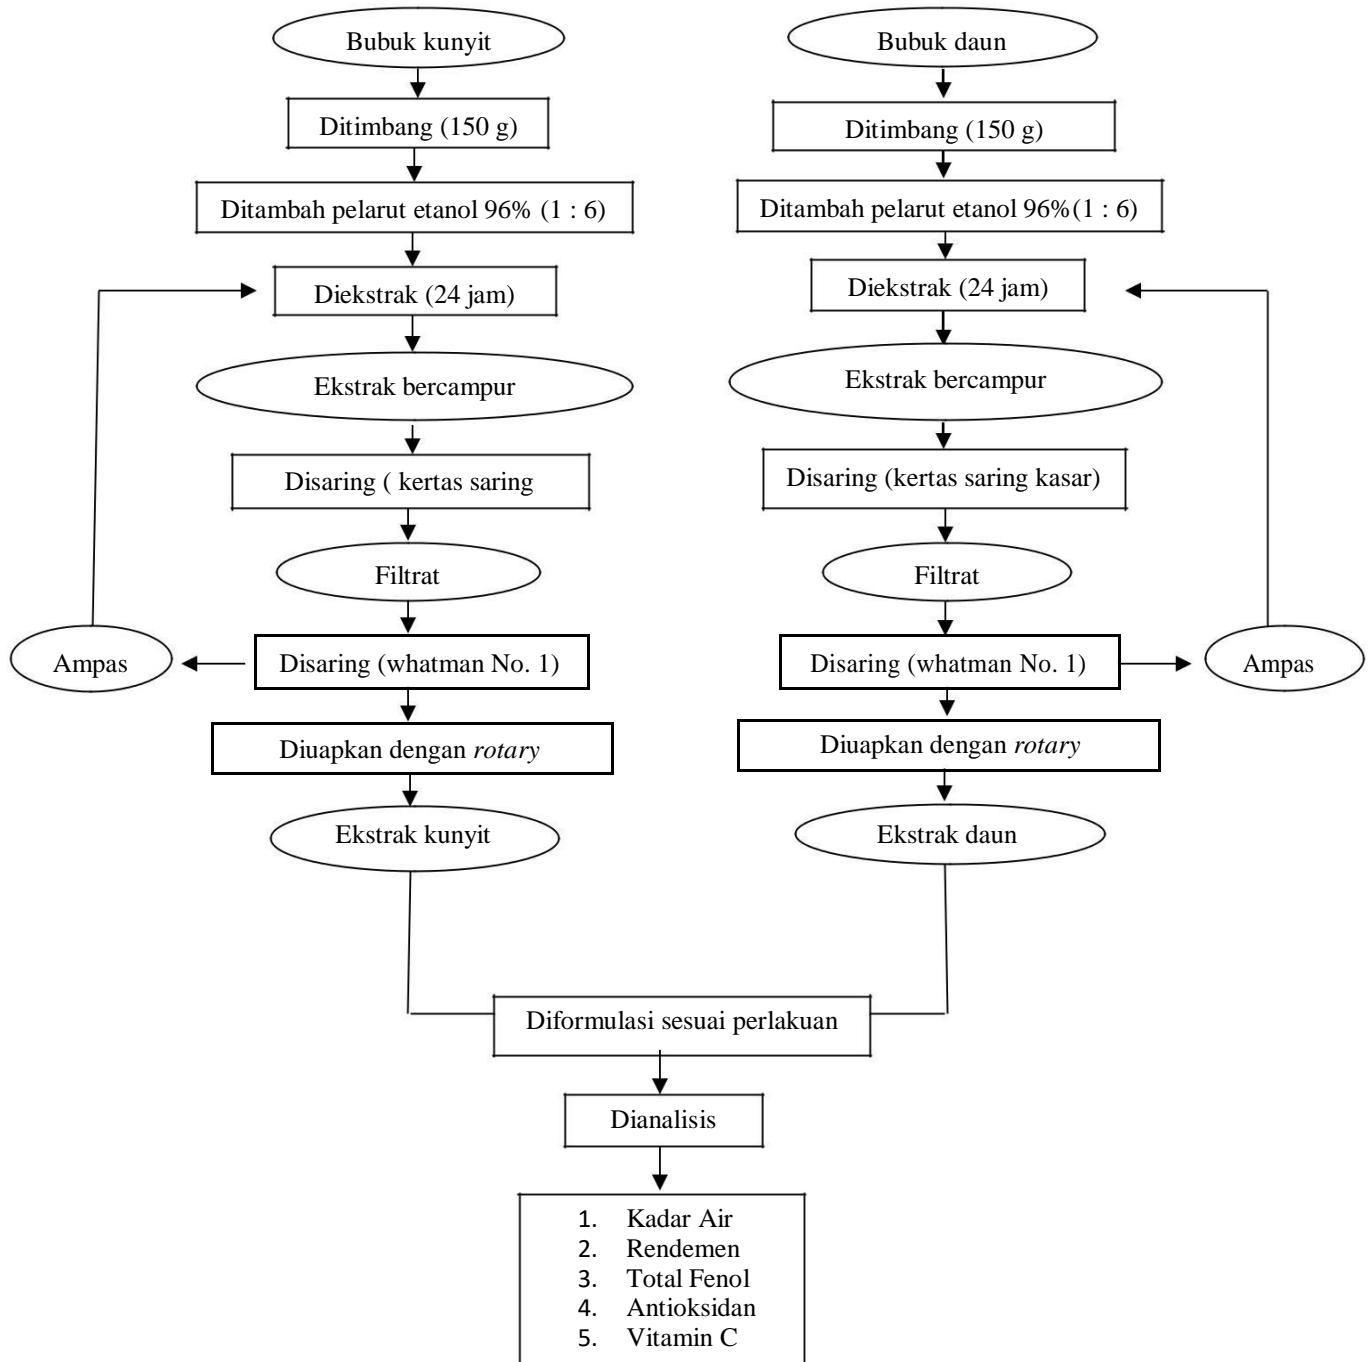 Bubuk kunyit
Ditimbang (150 g)
Ditambah pelarut etanol 96% (1 : 6)
Diekstrak (24 jam)
Ekstrak bercampur
Disaring ( kertas saring
Filtrat
Ampas
Disaring (whatman No. 1)
Diuapkan dengan rotary
Ekstrak kunyit
Bubuk daun
Ditimbang (150 g)
Ditambah pelarut etanol 96%(1 : 6)
Diekstrak (24 jam)
Ekstrak bercampur
Disaring (kertas saring kasar)
Filtrat
Disaring (whatman No. 1)
Ampas
Diuapkan dengan rotary
Ekstrak daun
Diformulasi sesuai perlakuan
Dianalisis
1. Kadar Air
2. Rendemen
3. Total Fenol
4. Antioksidan
5. Vitamin C